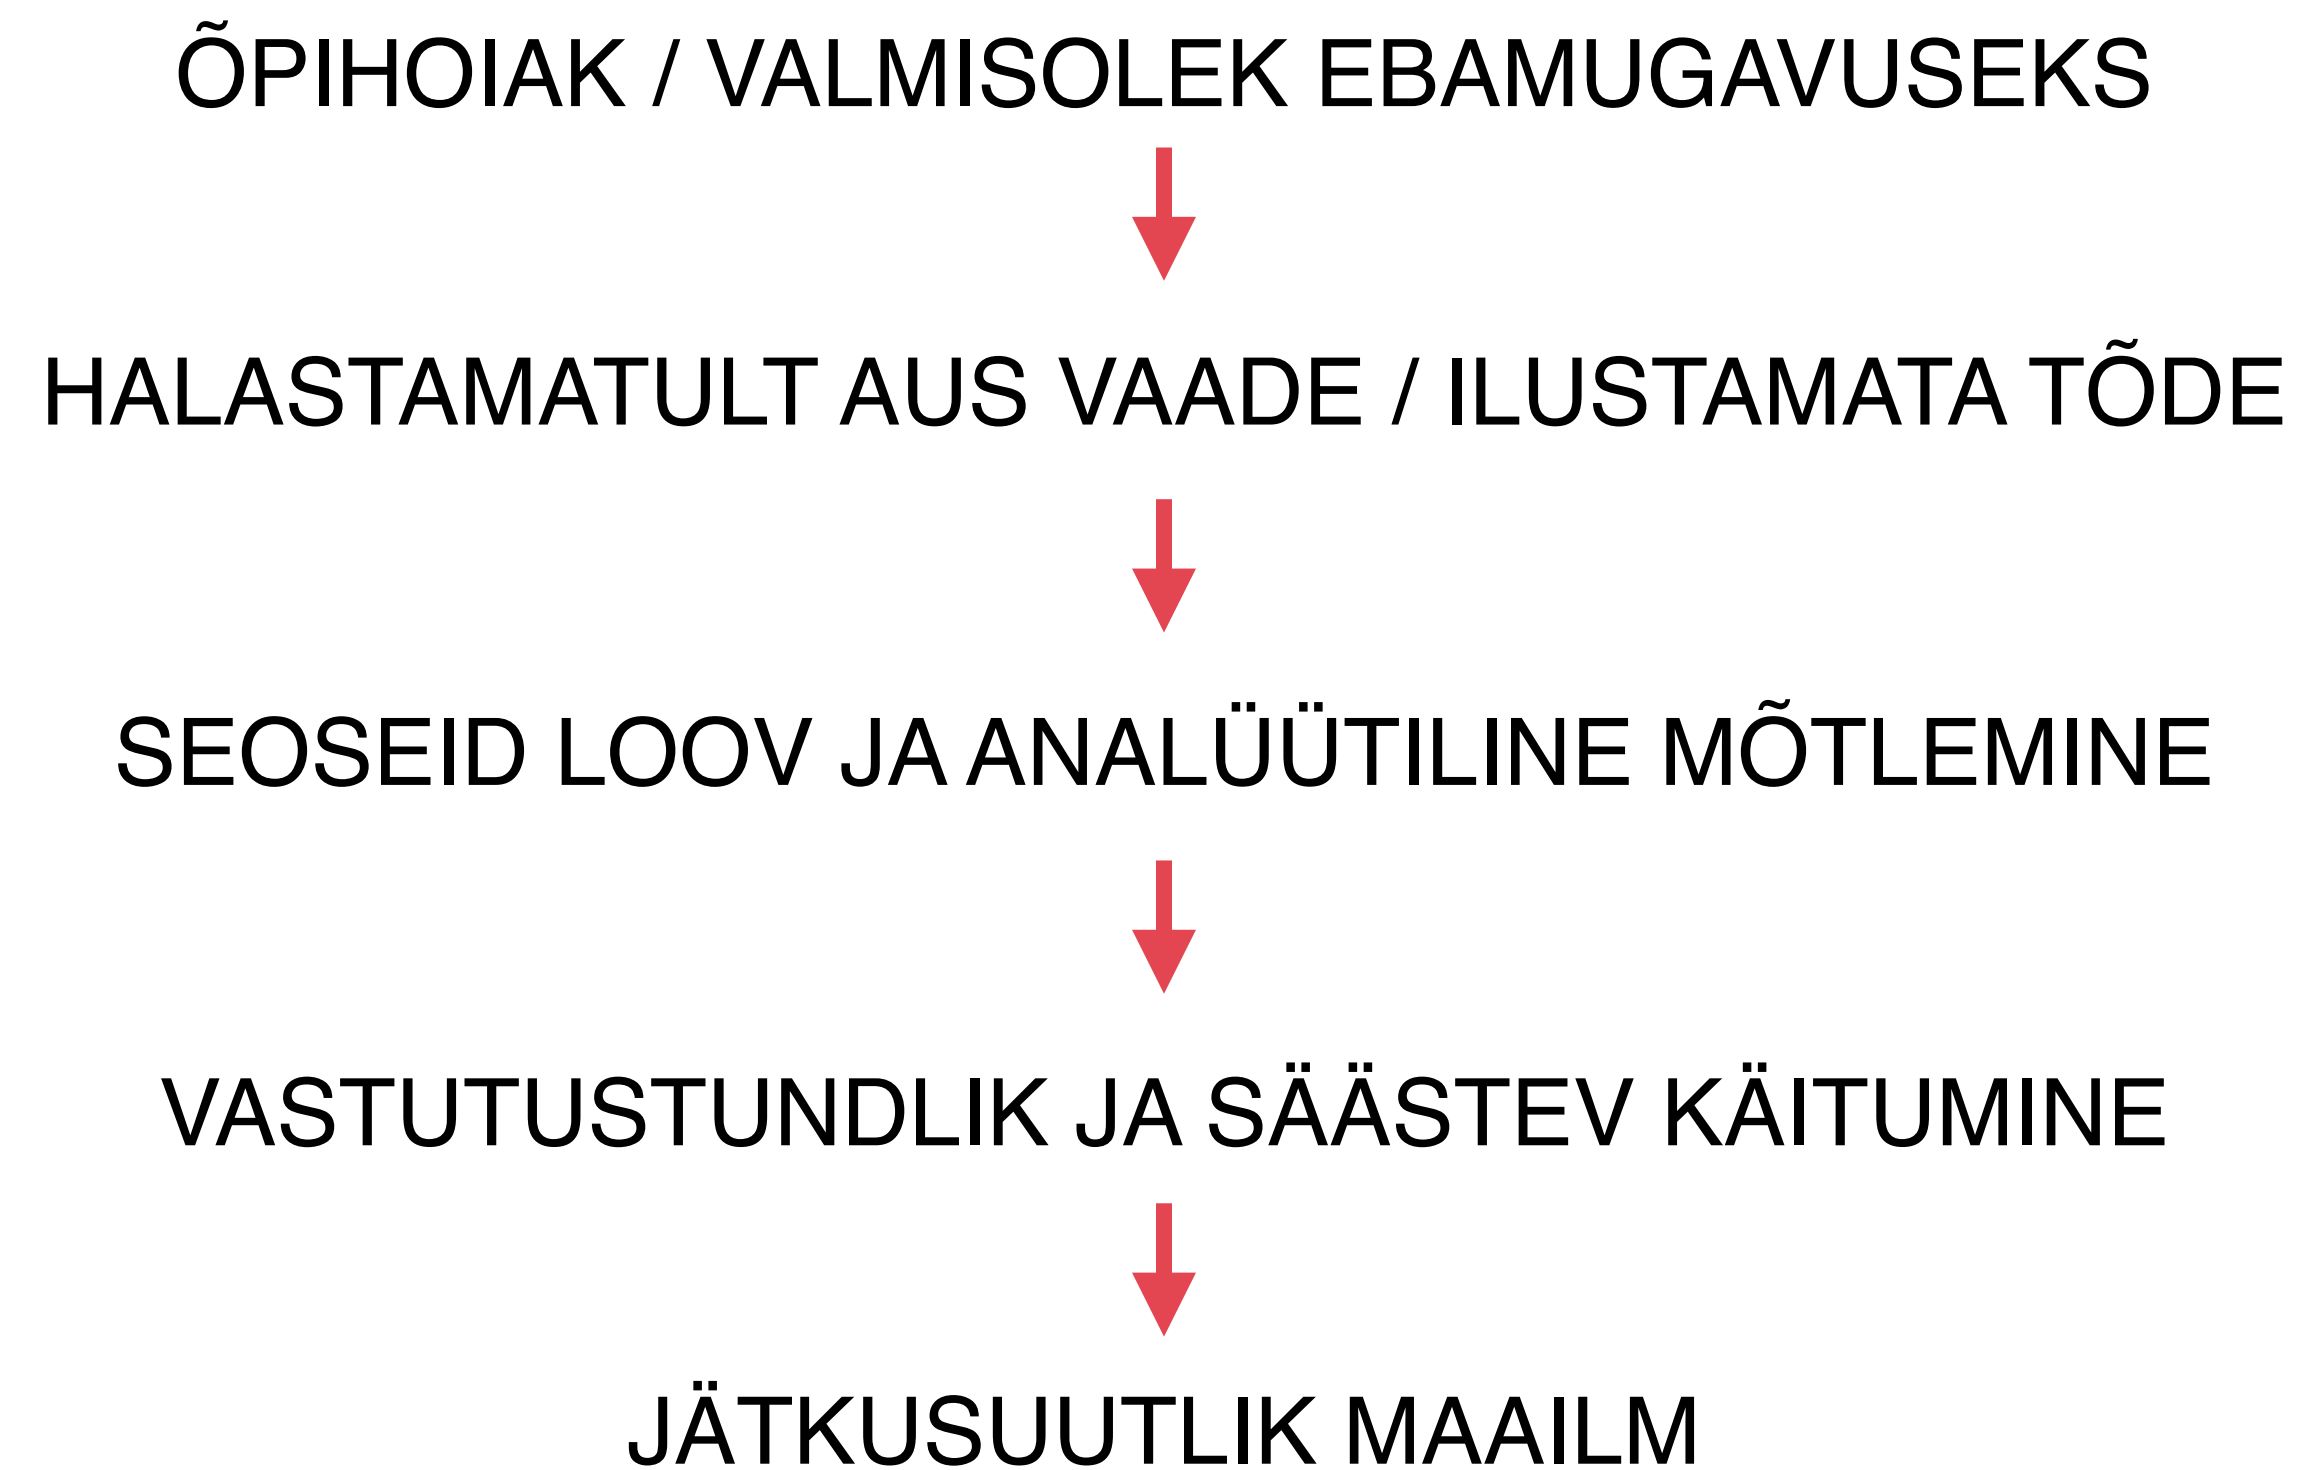 ÕPIHOIAK / VALMISOLEK EBAMUGAVUSEKS
HALASTAMATULT AUS VAADE / ILUSTAMATA TÕDE
SEOSEID LOOV JA ANALÜÜTILINE MÕTLEMINE
VASTUTUSTUNDLIK JA SÄÄSTEV KÄITUMINE
JÄTKUSUUTLIK MAAILM